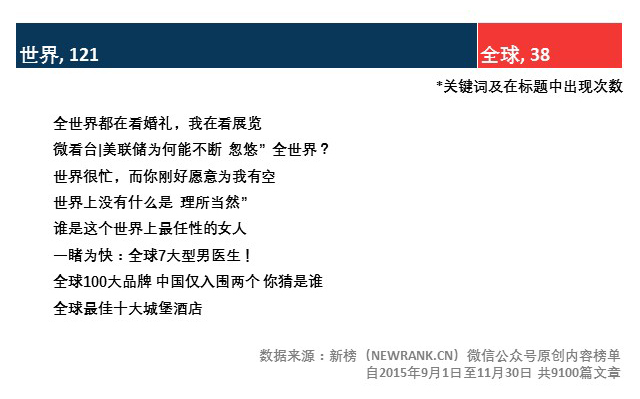 世界, 121
全球, 38
*关键词及在标题中出现次数
全世界都在看婚礼，我在看展览
微看台|美联储为何能不断 忽悠” 全世界？
世界很忙，而你刚好愿意为我有空
世界上没有什么是 理所当然”
谁是这个世界上最任性的女人
一睹为快：全球7大型男医生！
全球100大品牌 中国仅入围两个 你猜是谁
全球最佳十大城堡酒店
数据来源：新榜（NEWRANK.CN）微信公众号原创内容榜单
自2015年9月1日至11月30日 共9100篇文章